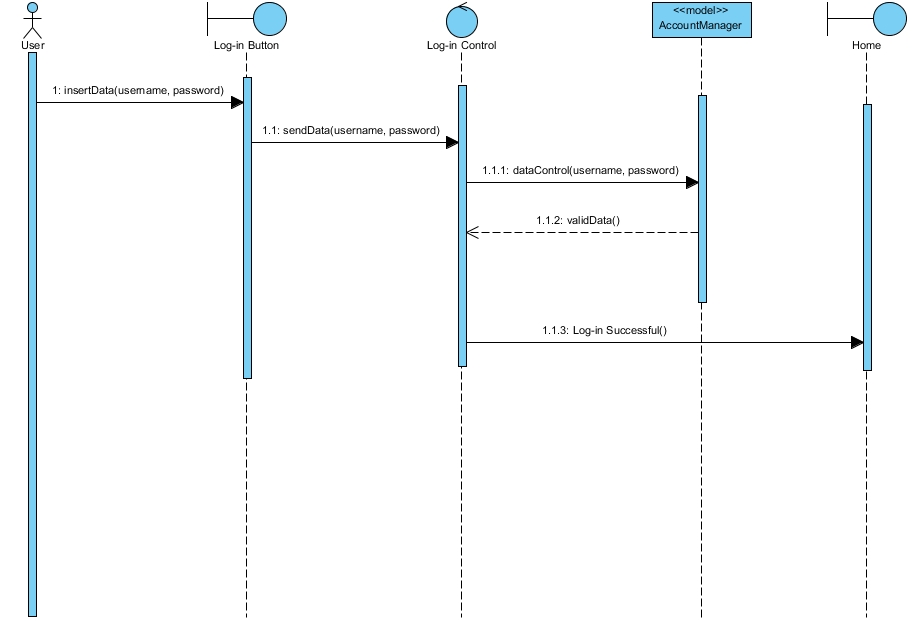 <<model>>
AccountManager
User
Log-in Button
Log-in Control
Home
1: insertData(username, password)
1.1: sendData(username, password)
1.1.1: dataControl(username, password)
1.1.2: validData()
1.1.3: Log-in Successful()